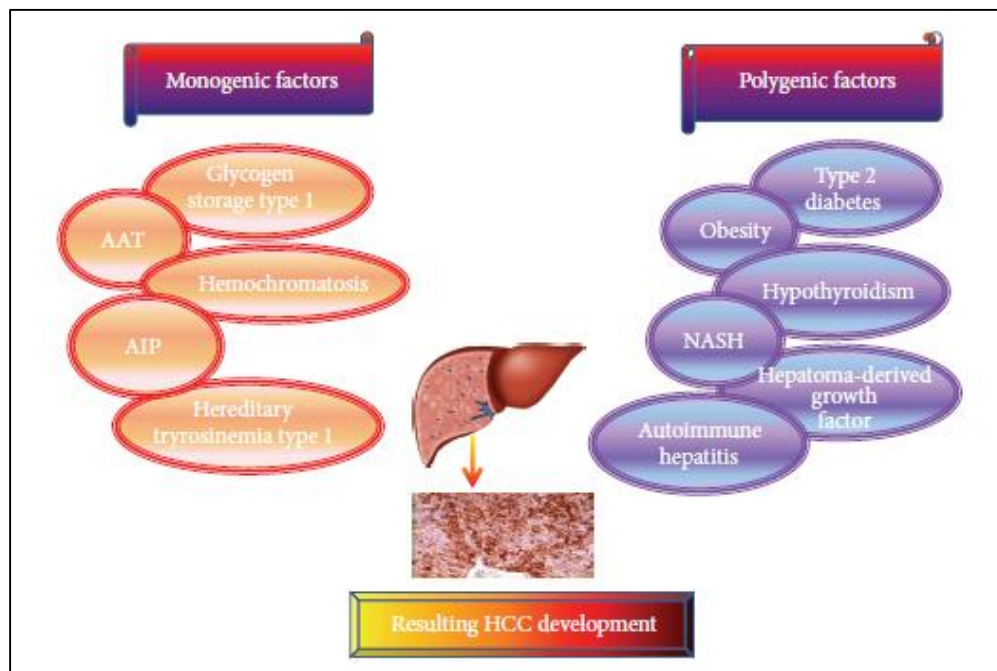 Monogenic factors
Glycogen
storage type 1
AAT
Hemochromatosis
AIP
Hereditary
tryrosinemia type 1
Polygenic factors
Type 2
diabetes
Obesity
Hypothyroidism
NASH
Hepatoma-derived
growth
factor
Autoimmune
hepatitis
Resulting HCC development